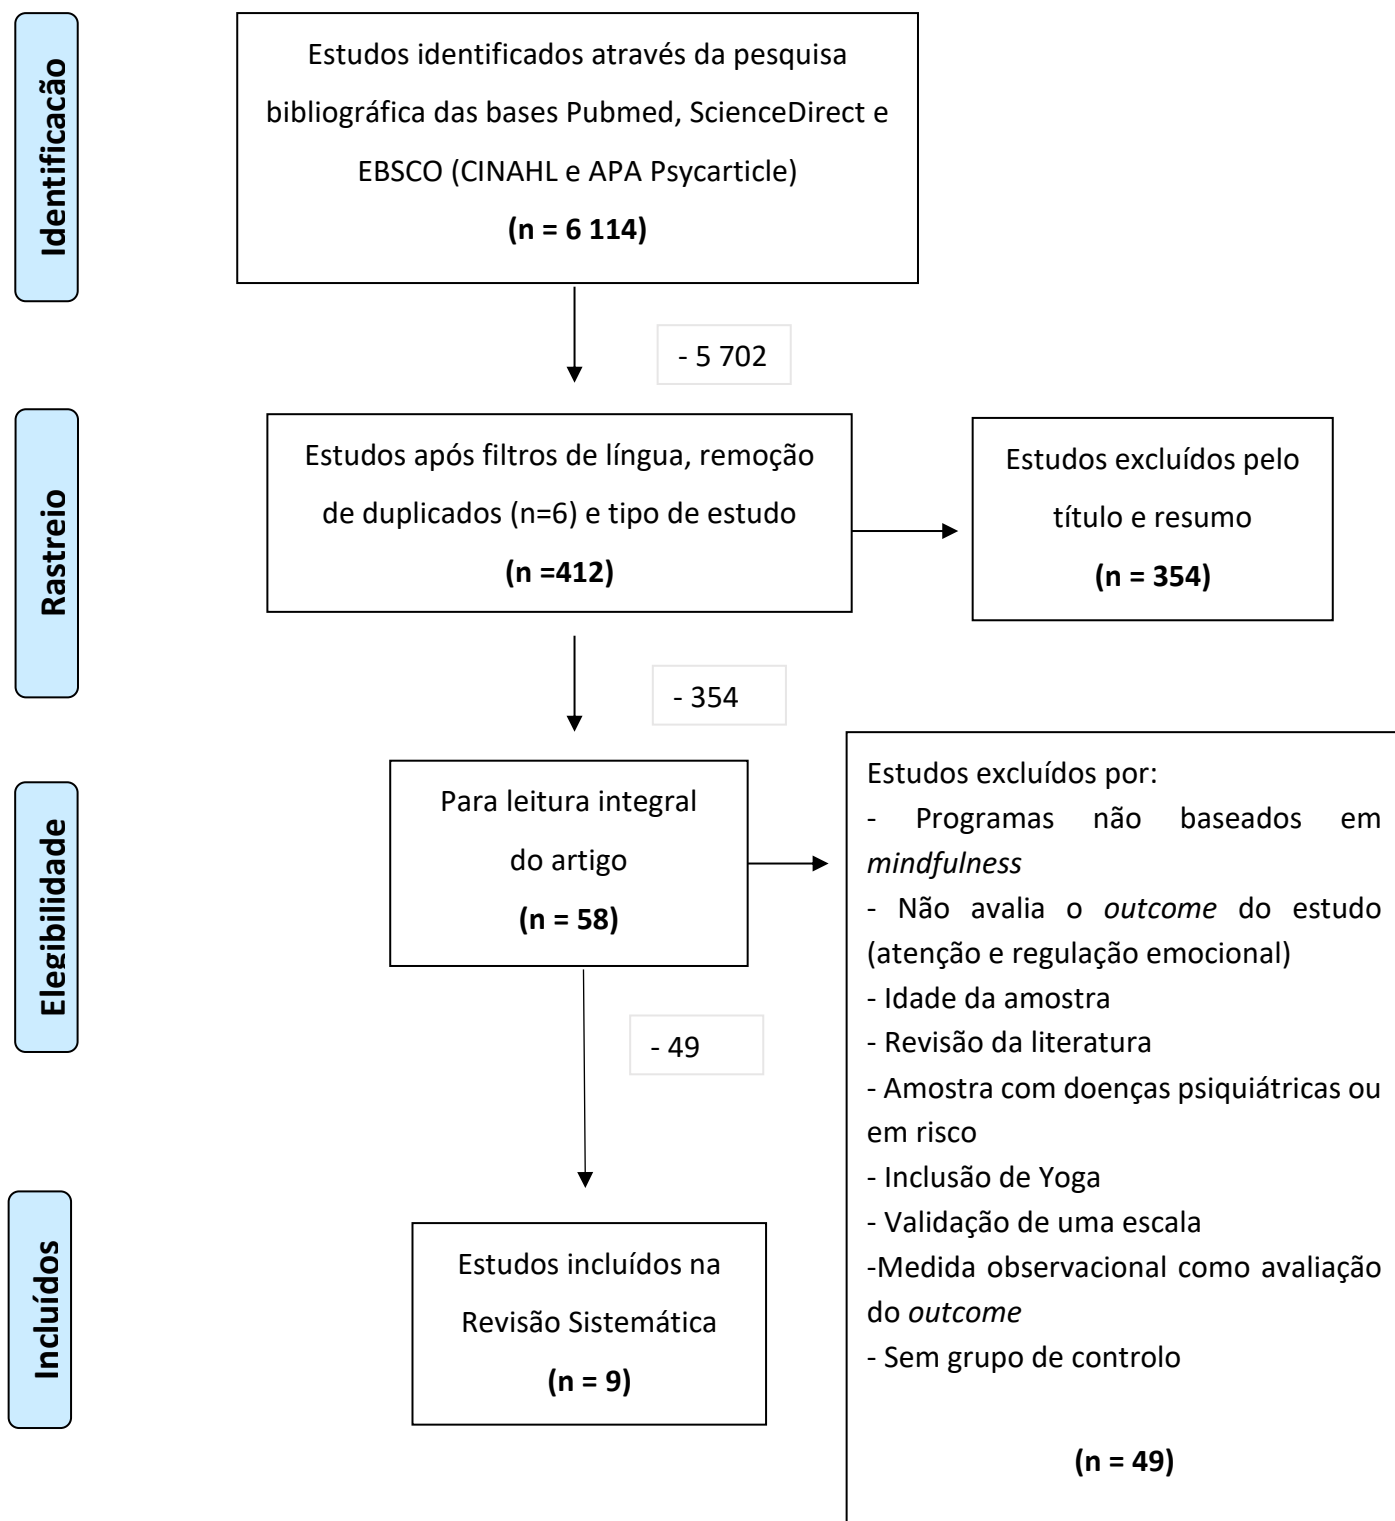 Identificação
Estudos identificados através da pesquisa
bibliográfica das bases Pubmed, ScienceDirect e
EBSCO (CINAHL e APA Psycarticle)
(n = 6 114)
- 5 702
Rastreio
Estudos após filtros de língua, remoção
de duplicados (n=6) e tipo de estudo
(n =412)
Estudos excluídos pelo
título e resumo
(n = 354)
- 354
Elegibilidade
Para leitura integral
do artigo
(n = 58)
Estudos excluídos por:
- Programas não baseados em
mindfulness
- Não avalia o outcome do estudo
(atenção e regulação emocional)
- Idade da amostra
- Revisão da literatura
- Amostra com doenças psiquiátricas ou
em risco
- Inclusão de Yoga
- Validação de uma escala
-Medida observacional como avaliação
do outcome
- Sem grupo de controlo
(n = 49)
- 49
Incluídos
Estudos incluídos na
Revisão Sistemática
(n = 9)